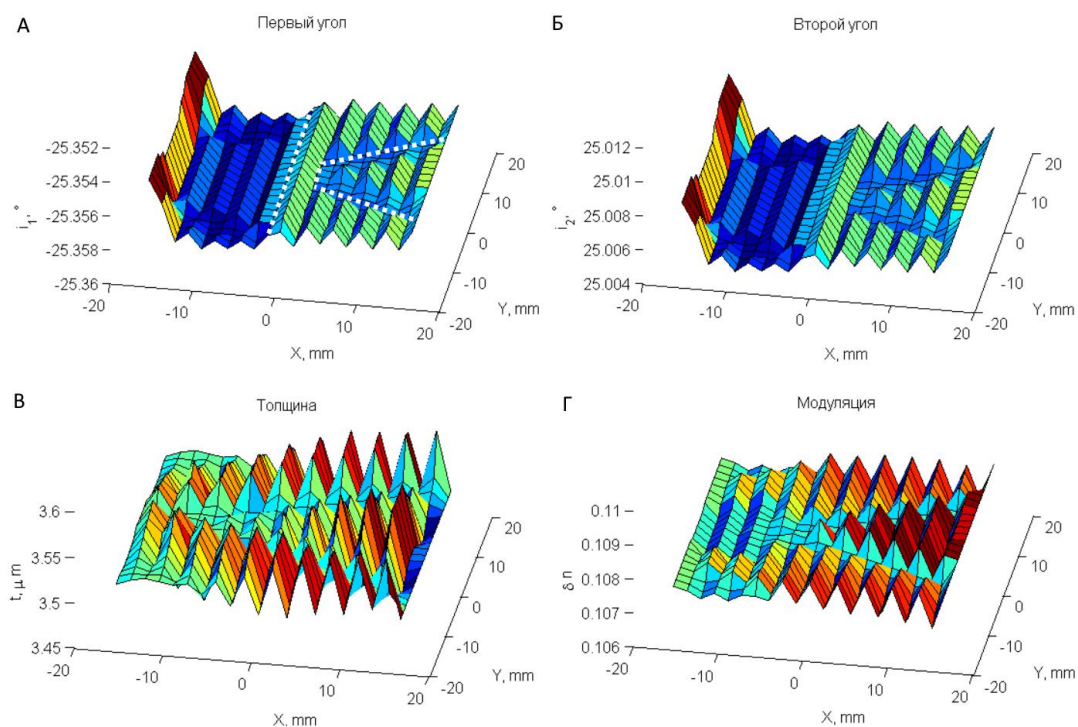 А
Первый угол
-25.352
-25.354
-25.356
-25.358
-25.36
i₁, °
-20
-10
0
10
20
X, mm
-20
-10
0
10
20
Y, mm
Б
Второй угол
25.012
25.01
25.008
25.006
25.004
i₂, °
-20
-10
0
10
20
X, mm
-20
-10
0
10
20
Y, mm
В
Толщина
3.6
3.55
3.5
3.45
t, μ m
-20
-10
0
10
20
X, mm
-20
-10
0
10
20
Y, mm
Г
Модуляция
0.11
0.109
0.108
0.107
0.106
δ n
-20
-10
0
10
20
X, mm
-20
-10
0
10
20
Y, mm